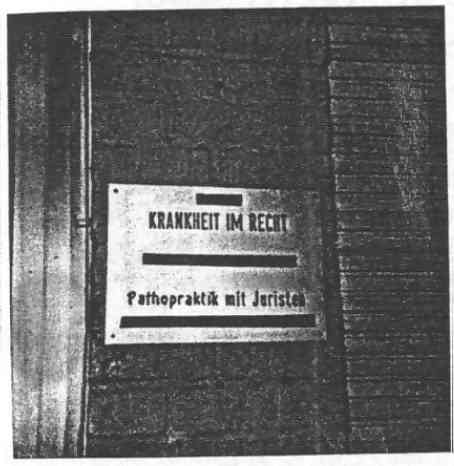 KRANKHEIT IM RECHT
Pathopraktik mit Juristen